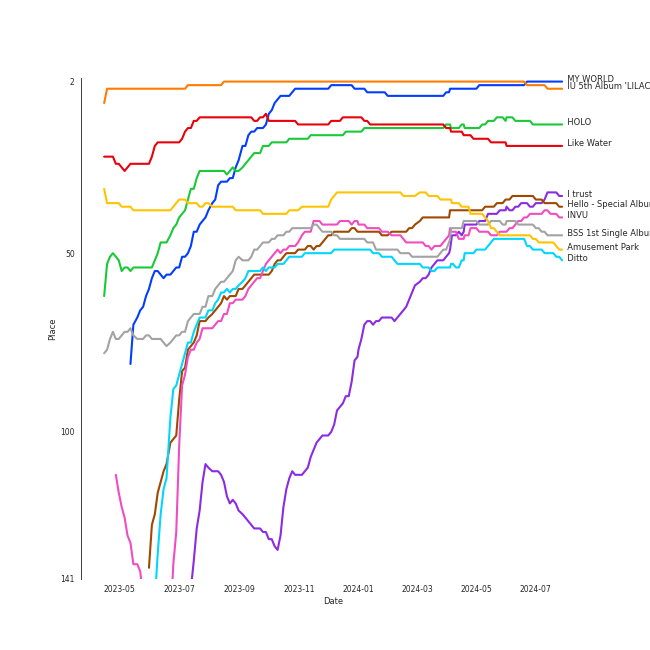 2
50
100
141
Place
2023-05
2023-07
2023-09
2023-11
2024-01
2024-03
2024-05
2024-07
Date
MY WORLD
IU 5th Album 'LILAC
HOLO
Like Water
I trust
Hello - Special Albu
INVU
BSS 1st Single Albu
Amusement Park
Ditto